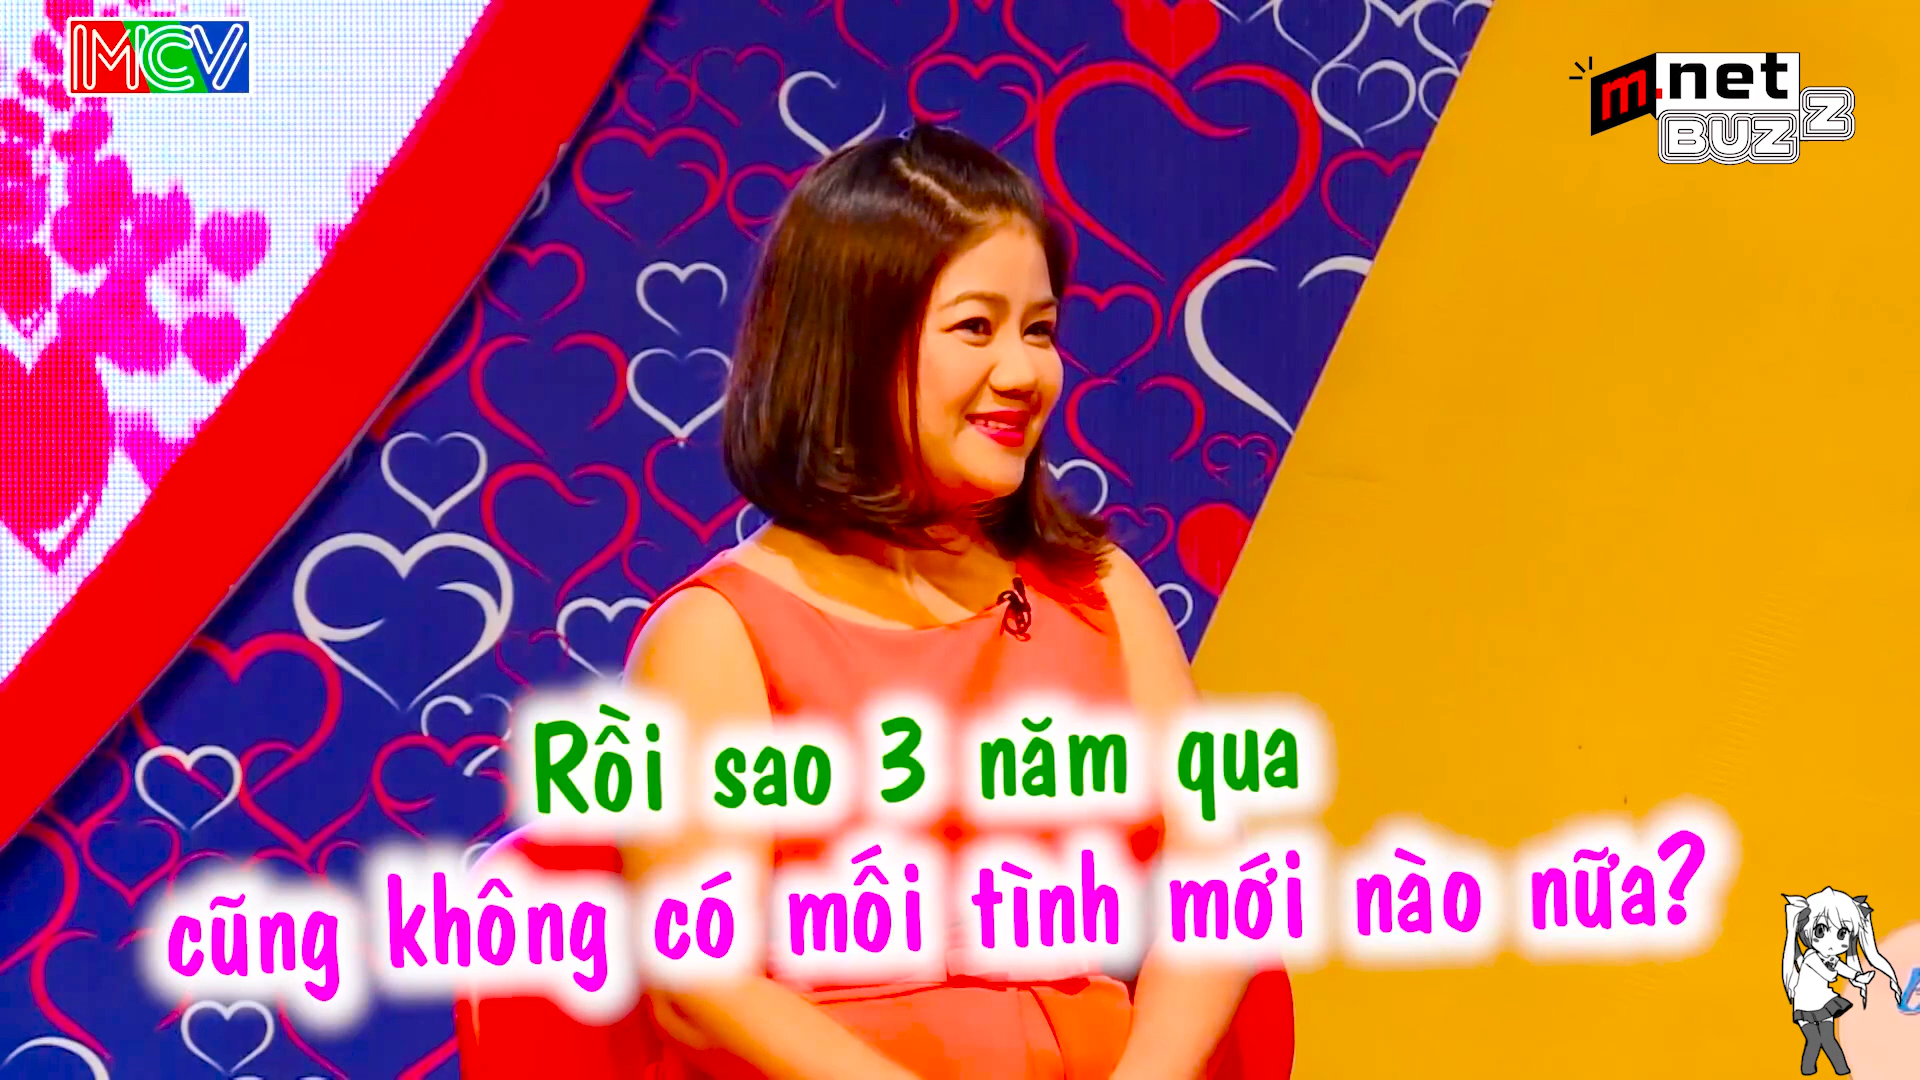 MCV
m.net
BUZZ
Rồi sao 3 năm qua
cũng không có mối tình mới nào nữa?